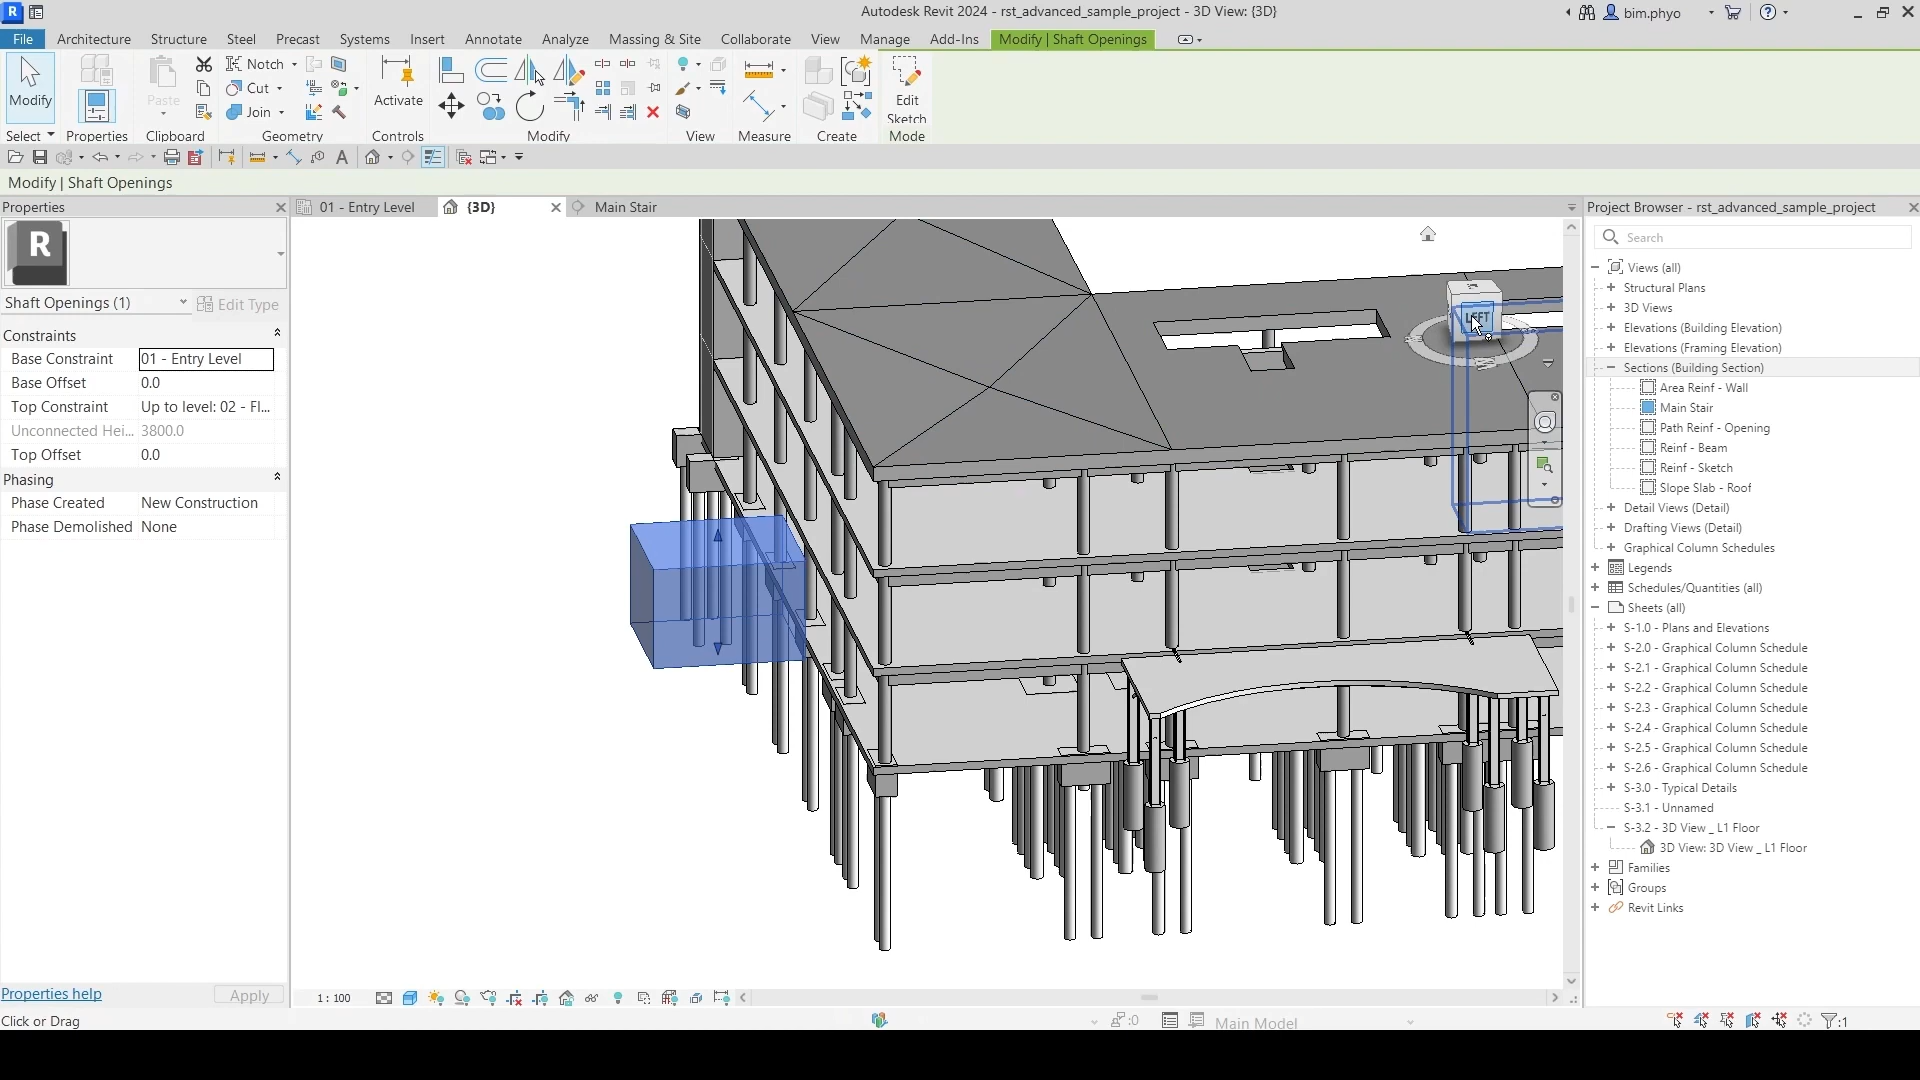 Autodesk Revit 2024 - rst_advanced_sample_project - 3D View: {3D}
bim.phyo
File Architecture Structure Steel Precast Systems Insert Annotate Analyze Massing & Site Collaborate View Manage Add-Ins Modify | Shaft Openings
Modify
Paste
Notch
Cut
Join
Activate
Edit
Sketch
Select Properties Clipboard Geometry Controls Modify View Measure Create Mode
Modify | Shaft Openings
Properties
01 - Entry Level
{3D}
Main Stair
Project Browser - rst_advanced_sample_project
R
Shaft Openings (1)
Edit Type
Constraints
Base Constraint 01 - Entry Level
Base Offset 0.0
Top Constraint Up to level: 02 - Fl...
Unconnected Hei... 3800.0
Top Offset 0.0
Phasing
Phase Created New Construction
Phase Demolished None
Properties help
Apply
LEFT
Search
Views (all)
Structural Plans
3D Views
Elevations (Building Elevation)
Elevations (Framing Elevation)
Sections (Building Section)
Area Reinf - Wall
Main Stair
Path Reinf - Opening
Reinf - Beam
Reinf - Sketch
Slope Slab - Roof
Detail Views (Detail)
Drafting Views (Detail)
Graphical Column Schedules
Legends
Schedules/Quantities (all)
Sheets (all)
S-1.0 - Plans and Elevations
S-2.0 - Graphical Column Schedule
S-2.1 - Graphical Column Schedule
S-2.2 - Graphical Column Schedule
S-2.3 - Graphical Column Schedule
S-2.4 - Graphical Column Schedule
S-2.5 - Graphical Column Schedule
S-2.6 - Graphical Column Schedule
S-3.0 - Typical Details
S-3.1 - Unnamed
S-3.2 - 3D View _ L1 Floor
3D View: 3D View _ L1 Floor
Families
Groups
Revit Links
1 : 100
Click or Drag
:0
Main Model
:1